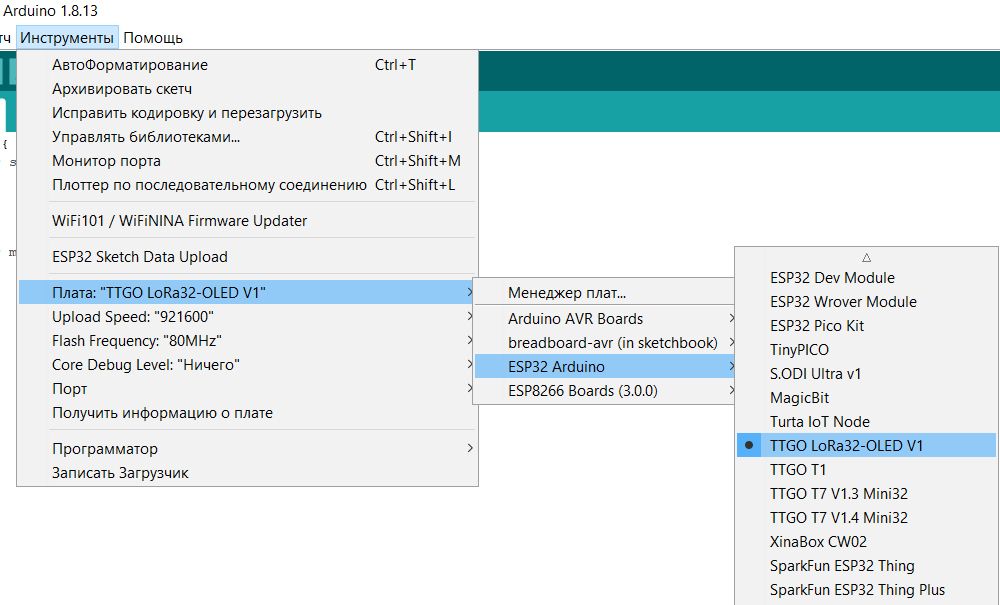 Arduino 1.8.13
тч Инструменты Помощь
АвтоФорматирование Ctrl+T
Архивировать скетч
Исправить кодировку и перезагрузить
Управлять библиотеками... Ctrl+Shift+I
Монитор порта Ctrl+Shift+M
Плоттер по последовательному соединению Ctrl+Shift+L
WiFi101 / WiFiNINA Firmware Updater
ESP32 Sketch Data Upload
Плата: "TTGO LoRa32-OLED V1"
Upload Speed: "921600"
Flash Frequency: "80MHz"
Core Debug Level: "Ничего"
Порт
Получить информацию о плате
Программатор
Записать Загрузчик
{
s
m
Менеджер плат...
Arduino AVR Boards
breadboard-avr (in sketchbook)
ESP32 Arduino
ESP8266 Boards (3.0.0)
ESP32 Dev Module
ESP32 Wrover Module
ESP32 Pico Kit
TinyPICO
S.ODI Ultra v1
MagicBit
Turta IoT Node
TTGO LoRa32-OLED V1
TTGO T1
TTGO T7 V1.3 Mini32
TTGO T7 V1.4 Mini32
XinaBox CW02
SparkFun ESP32 Thing
SparkFun ESP32 Thing Plus